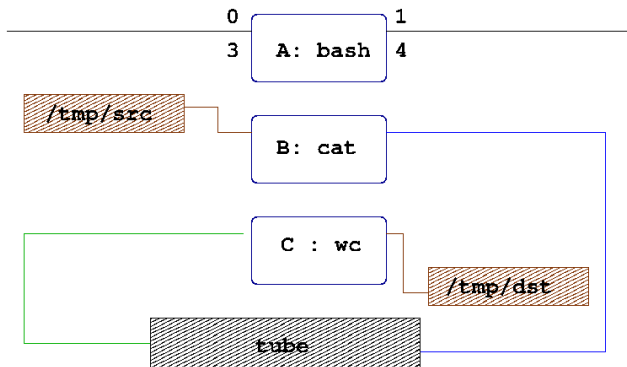 0 1
3 A: bash 4
/tmp/src
B: cat
C : wc
/tmp/dst
tube